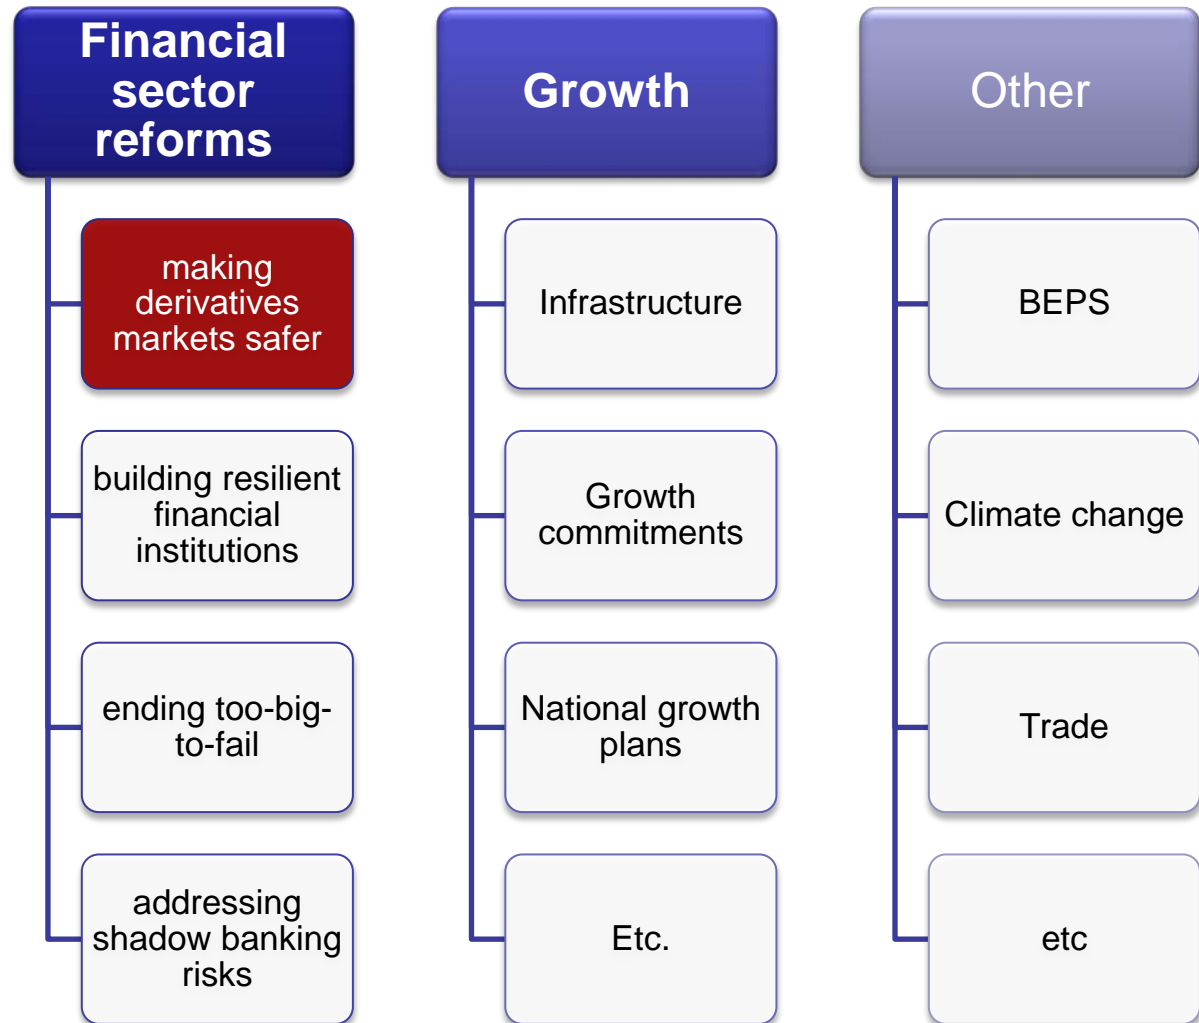 Financial
sector
reforms
making
derivatives
markets safer
building resilient
financial
institutions
ending too-big-
to-fail
addressing
shadow banking
risks
Growth
Infrastructure
Growth
commitments
National growth
plans
Etc.
Other
BEPS
Climate change
Trade
etc